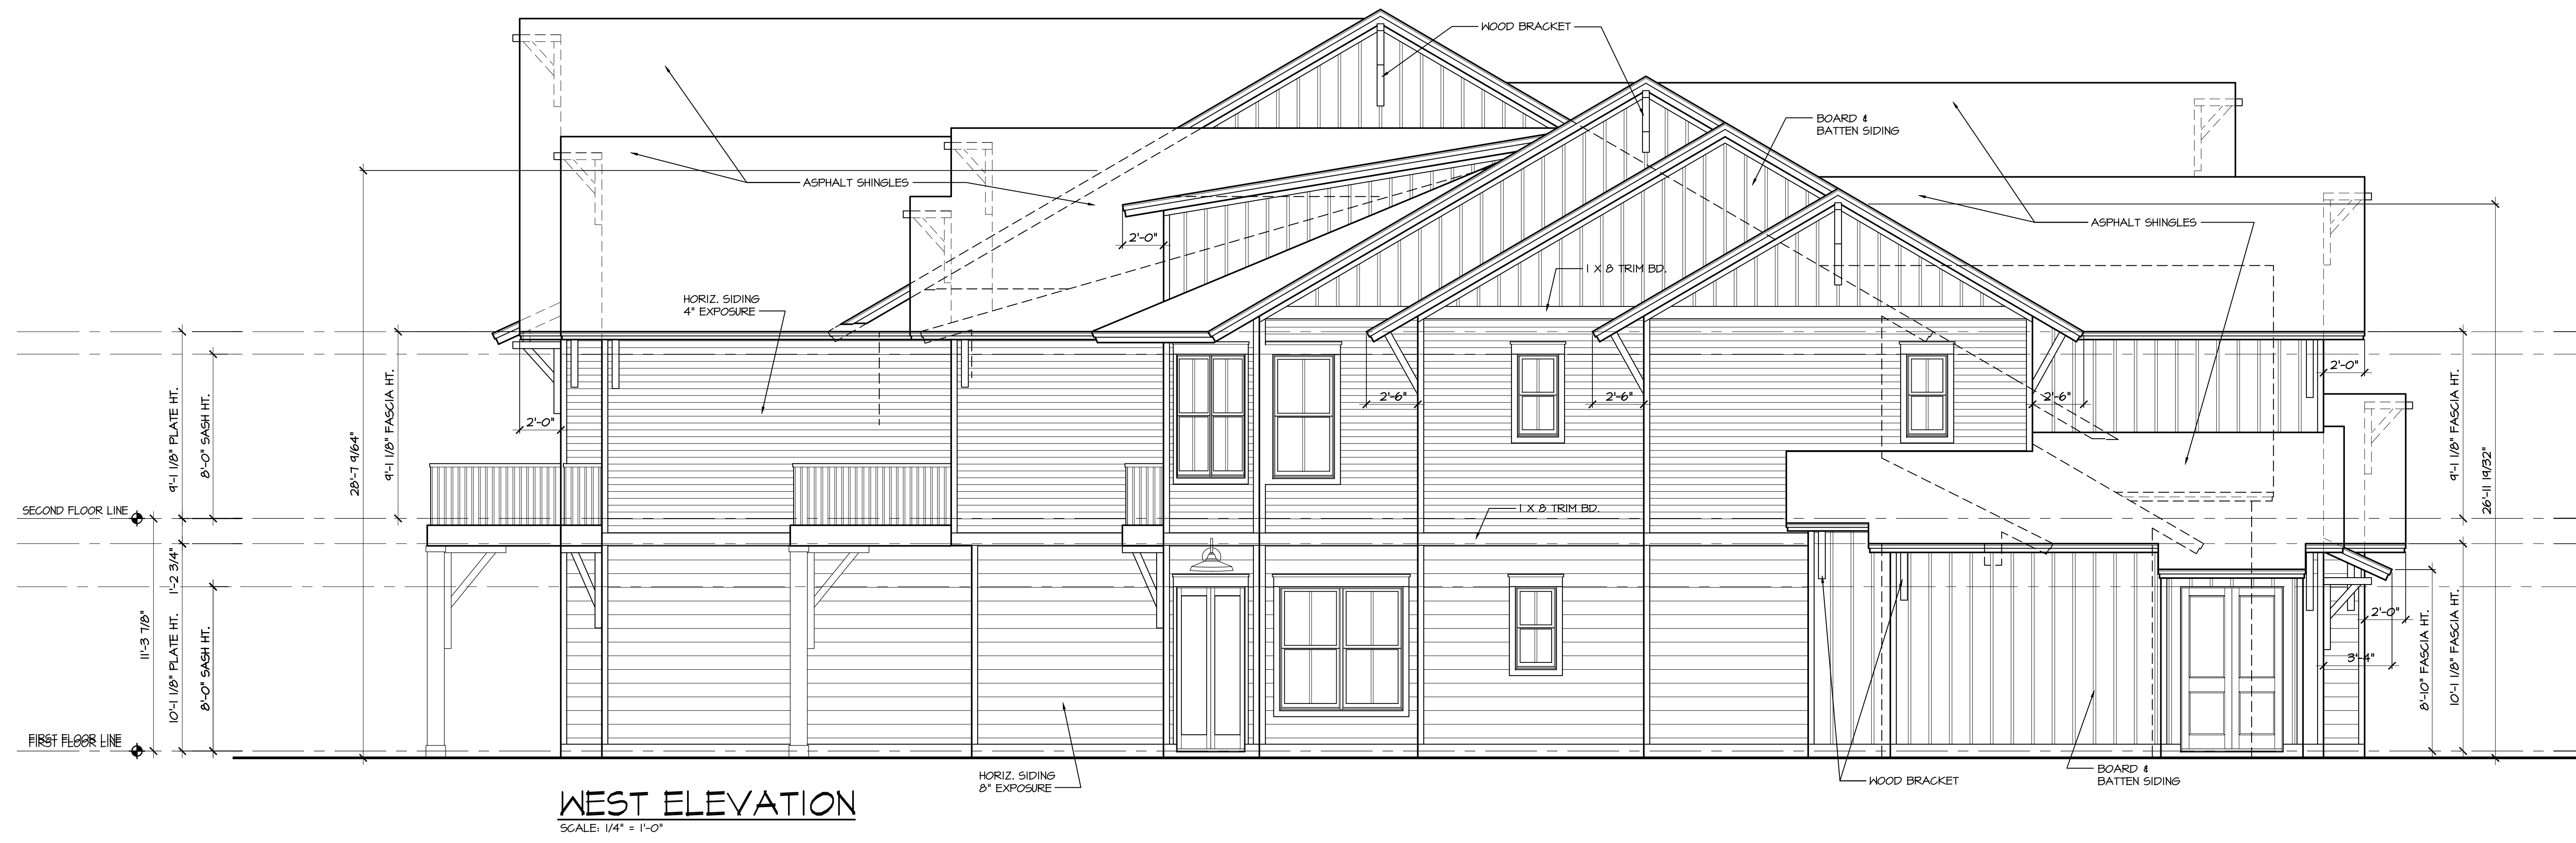 WOOD BRACKET
BOARD &
BATTEN SIDING
ASPHALT SHINGLES
ASPHALT SHINGLES
2'-0"
1 X 8 TRIM BD.
HORIZ. SIDING
4" EXPOSURE
9'-1 1/8" PLATE HT.
8'-0" SASH HT.
28'-7 9/64"
9'-1 1/8" FASCIA HT.
2'-0"
2'-6"
2'-6"
2'-6"
2'-0"
9'-1 1/8" FASCIA HT.
26'-11 19/32"
SECOND FLOOR LINE
1 X 8 TRIM BD.
1'-2 3/4"
11'-3 7/8"
10'-1 1/8" PLATE HT.
8'-0" SASH HT.
2'-0"
3'-4"
8'-10" FASCIA HT.
10'-1 1/8" FASCIA HT.
FIRST FLOOR LINE
FIRST FLOOR LINE
HORIZ. SIDING
8" EXPOSURE
WOOD BRACKET
BOARD &
BATTEN SIDING
WEST ELEVATION
SCALE: 1/4" = 1'-0"